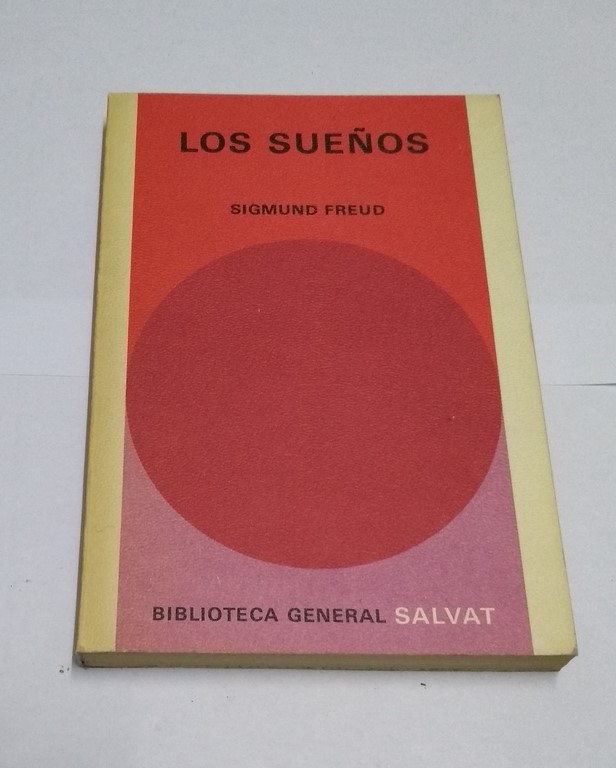 LOS SUEÑOS
SIGMUND FREUD
BIBLIOTECA GENERAL SALVAT